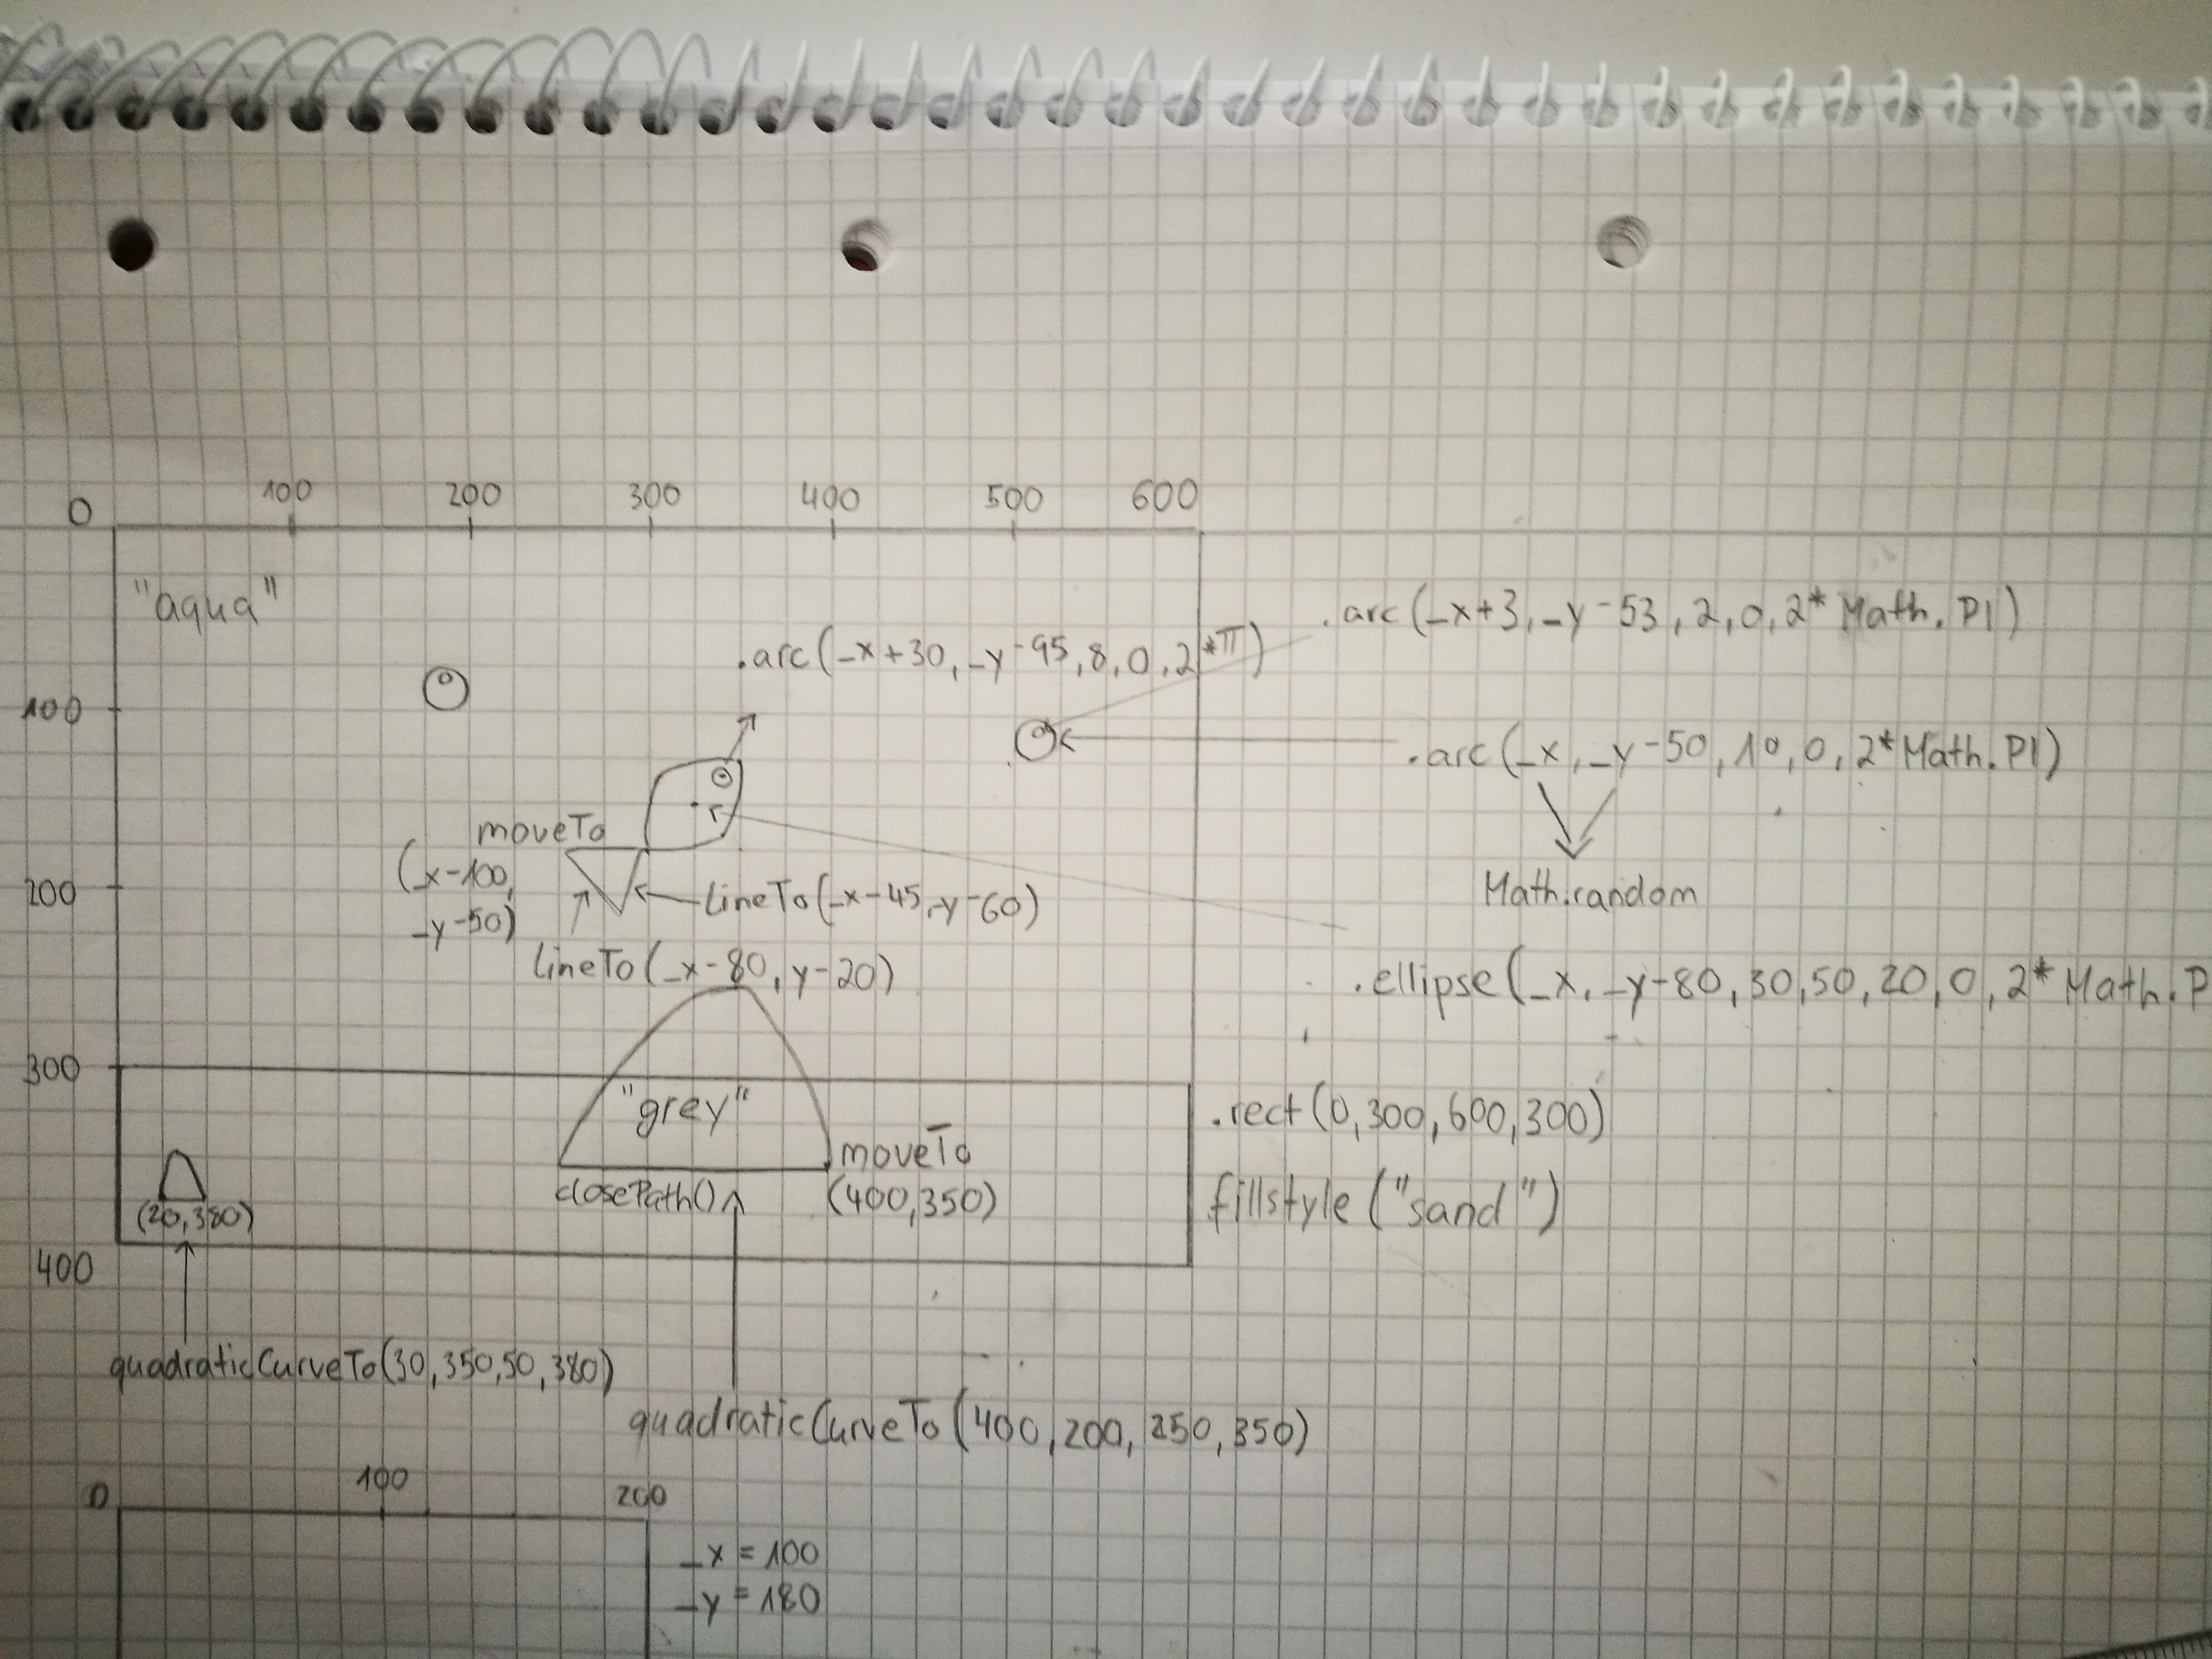 0 100 200 300 400 500 600
"aqua"
.arc(_x+3,_y-53,2,0,2*Math.PI)
.arc(_x+30,_y-95,8,0,2*π)
100
.arc(_x,_y-50,10,0,2*Math.PI)
moveTo
(_x-100,
_y-50)
200
LineTo(_x-45,_y-60)
Math.random
LineTo(_x-80,y-20)
.ellipse(_x,_y-80,30,50,20,0,2*Math.P
300
"grey"
.rect(0,300,600,300)
moveTo
(400,350)
closePath()
(20,380)
fillstyle("sand")
400
quadraticCurveTo(30,350,50,380)
quadraticCurveTo(400,200,250,350)
0 100 200
_x=100
_y=180